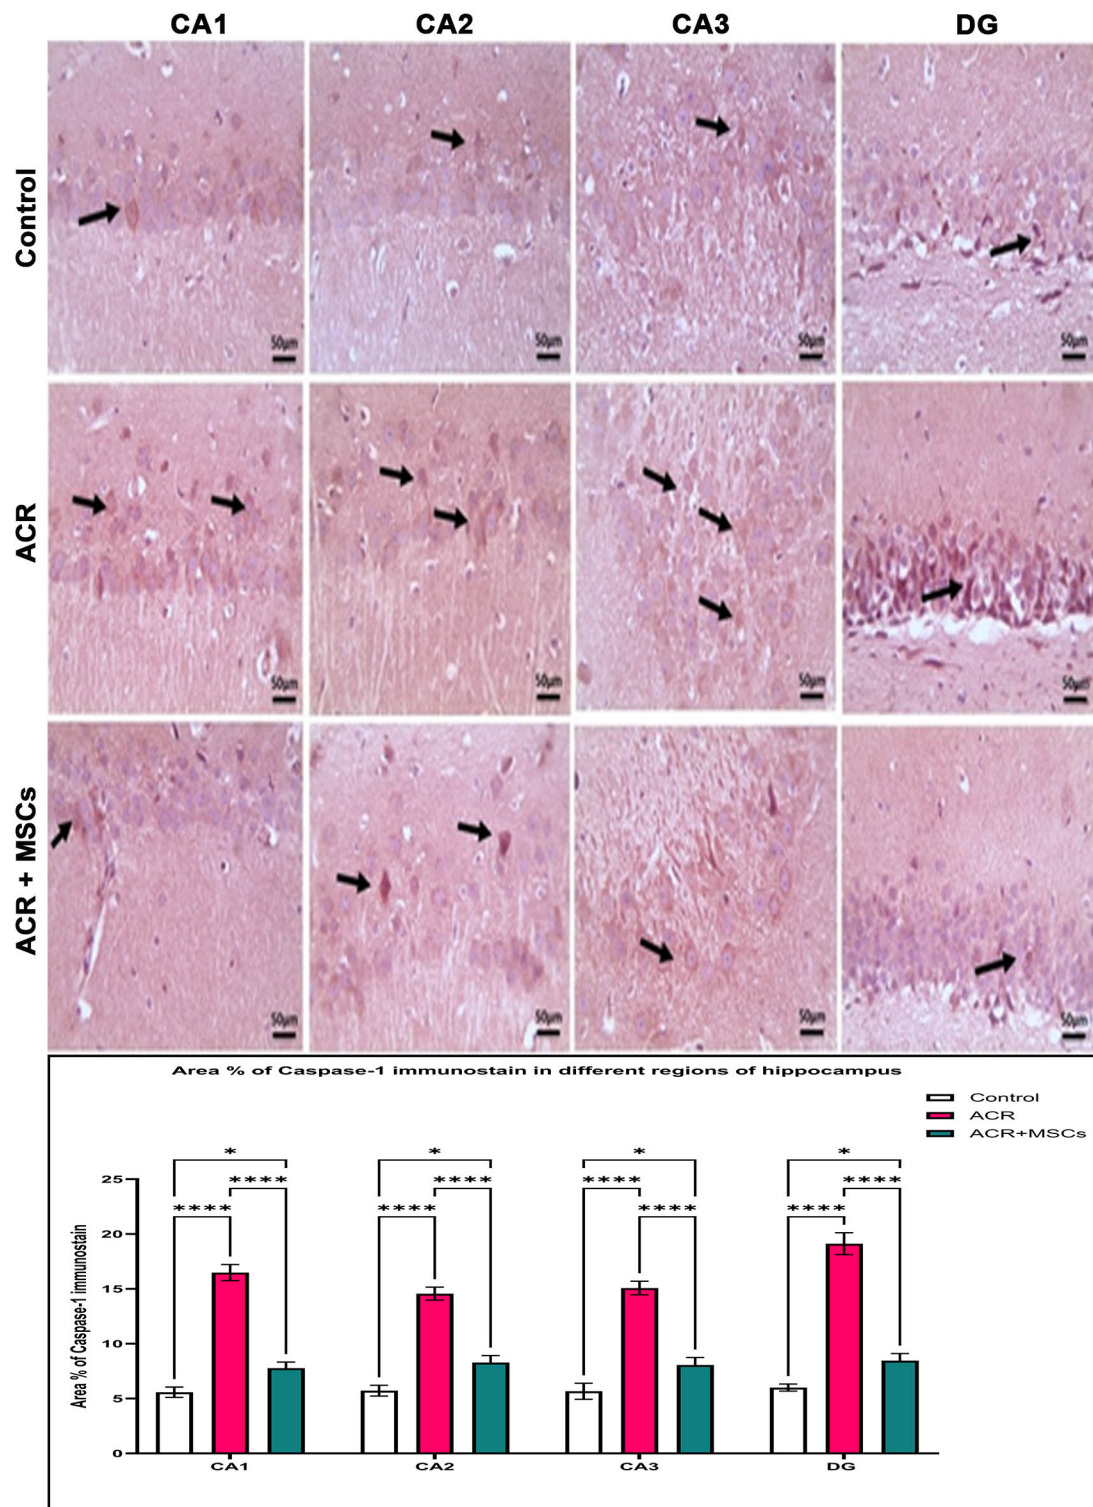 CA1 CA2 CA3 DG
Control
50μm 50μm 50μm 50μm
ACR
50μm 50μm 50μm 50μm
ACR + MSCs
50μm 50μm 50μm 50μm
Area % of Caspase-1 immunostain in different regions of hippocampus
Control
ACR
ACR+MSCs
* * * *
**** **** **** ****
**** **** **** ****
Area % of Caspase-1 immunostain
25
20
15
10
5
0
CA1 CA2 CA3 DG